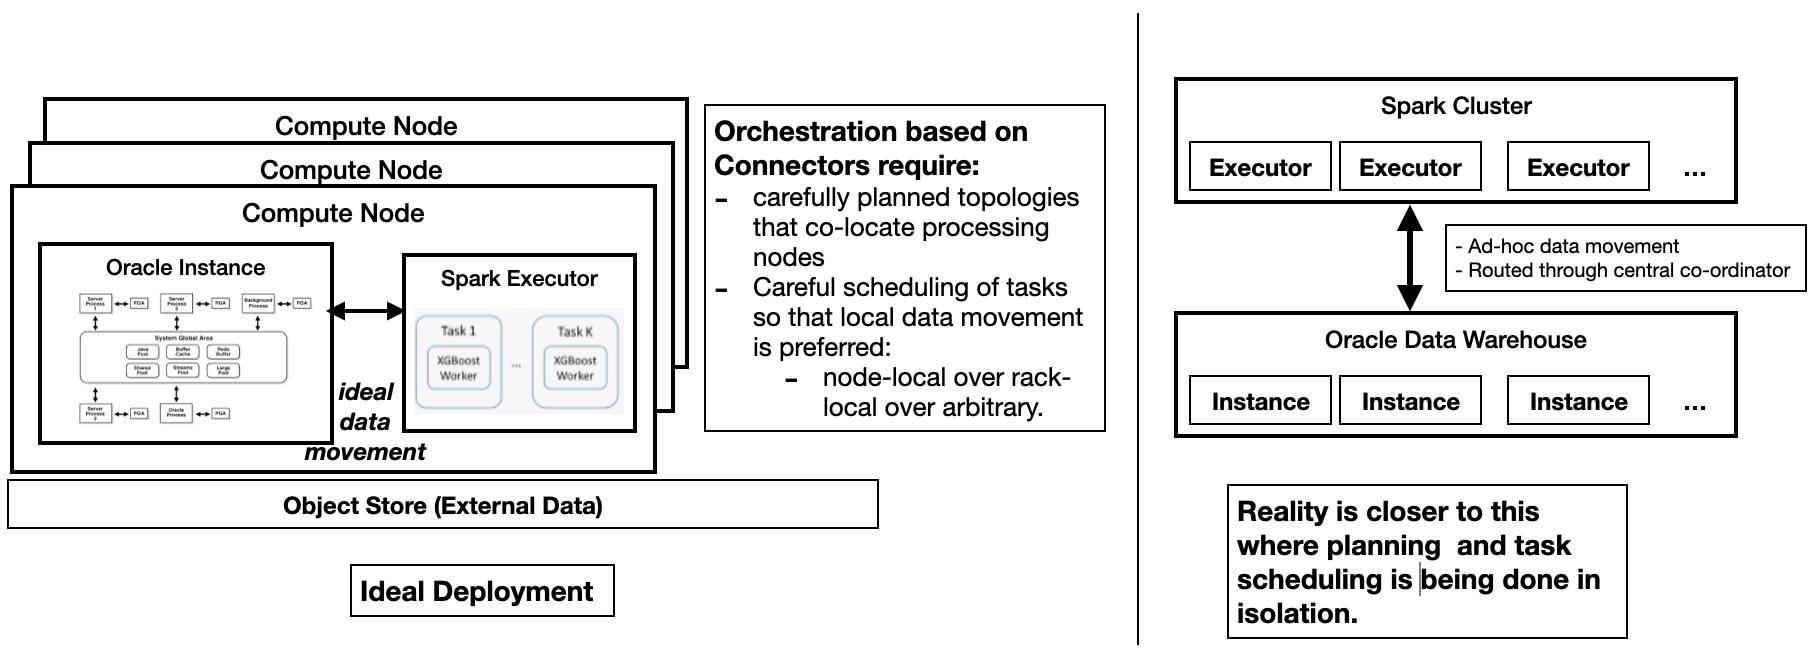 Compute Node
Compute Node
Compute Node
Oracle Instance
Server
Process
1
PGA
Server
Process
2
PGA
Background
Process
PGA
System Global Area
Java
Pool
Buffer
Cache
Redo
Buffer
Shared
Pool
Streams
Pool
Large
Pool
Server
Process
PGA
Oracle
Process
PGA
ideal
data
movement
Spark Executor
Task 1
XGBoost
Worker
...
Task K
XGBoost
Worker
Object Store (External Data)
Ideal Deployment
Orchestration based on
Connectors require:
- carefully planned topologies
that co-locate processing
nodes
- Careful scheduling of tasks
so that local data movement
is preferred:
- node-local over rack-
local over arbitrary.
Spark Cluster
Executor
Executor
Executor
...
- Ad-hoc data movement
- Routed through central co-ordinator
Oracle Data Warehouse
Instance
Instance
Instance
...
Reality is closer to this
where planning  and task
scheduling is being done in
isolation.